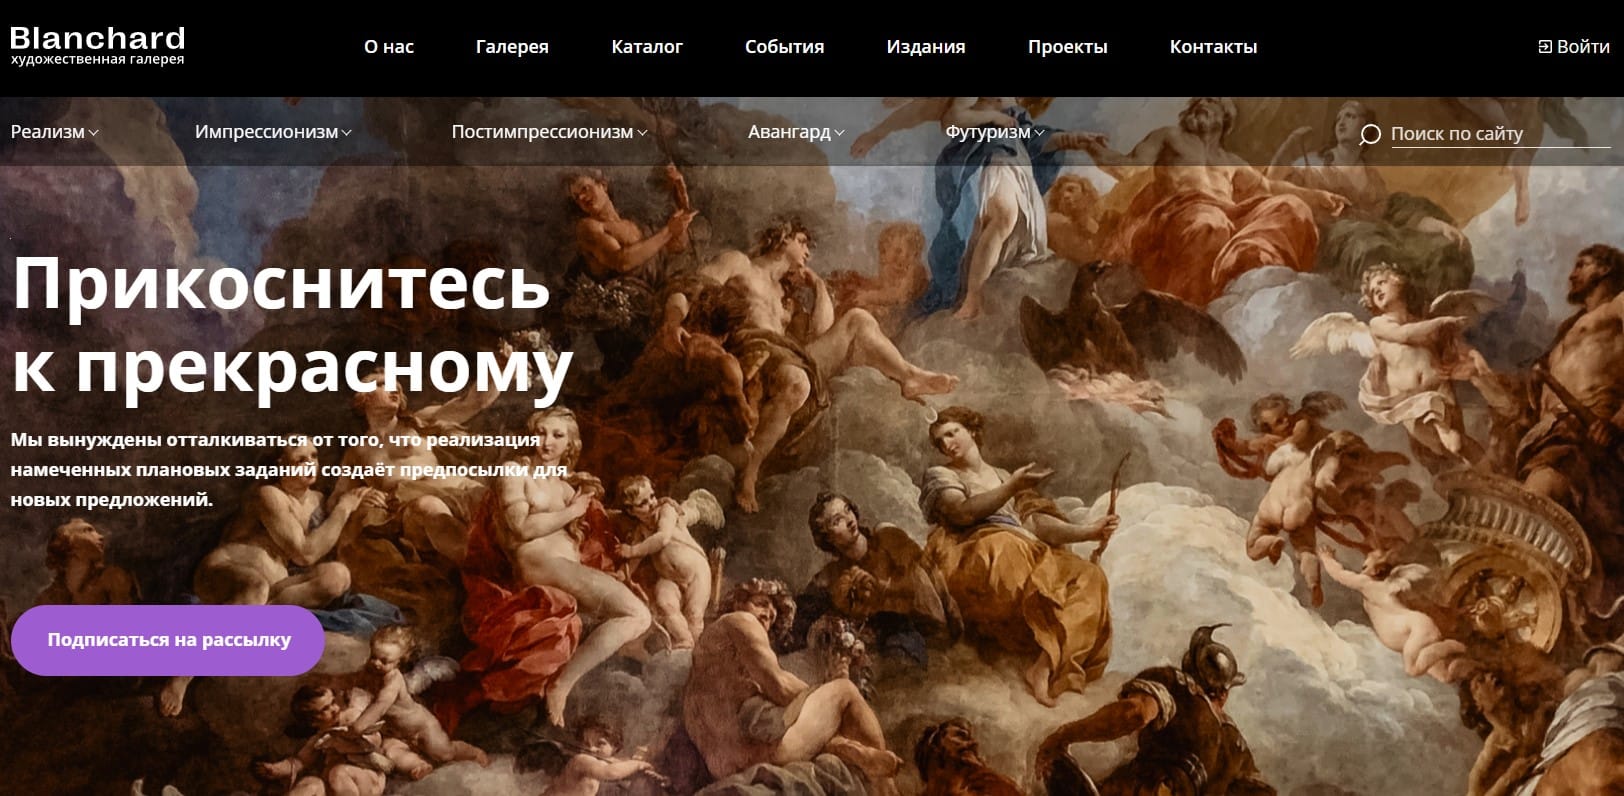 Blanchard
художественная галерея
О нас
Галерея
Каталог
События
Издания
Проекты
Контакты
Войти
Реализм
Импрессионизм
Постимпрессионизм
Авангард
Футуризм
Поиск по сайту
Прикоснитесь
к прекрасному
Мы вынуждены отталкиваться от того, что реализация
намеченных плановых заданий создаёт предпосылки для
новых предложений.
Подписаться на рассылку